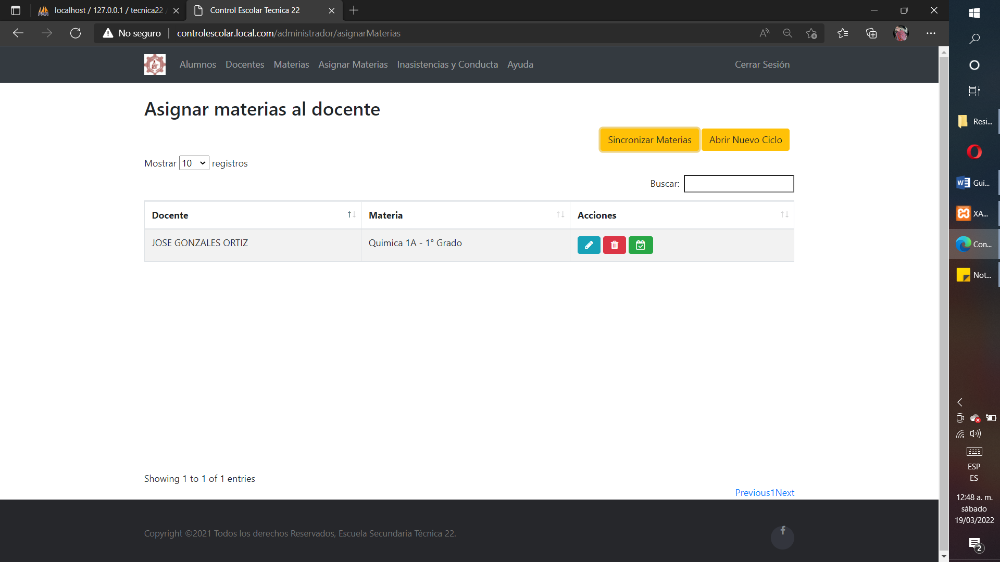 localhost / 127.0.0.1 / tecnica22
Control Escolar Tecnica 22
No seguro
controlescolar.local.com/administrador/asignarMaterias
Alumnos Docentes Materias Asignar Materias Inasistencias y Conducta Ayuda Cerrar Sesión
Asignar materias al docente
Sincronizar Materias Abrir Nuevo Ciclo
Mostrar 10 registros
Buscar:
Docente Materia Acciones
JOSE GONZALES ORTIZ Quimica 1A - 1° Grado
Showing 1 to 1 of 1 entries
Previous1Next
Copyright ©2021 Todos los derechos Reservados, Escuela Secundaria Técnica 22.
Resi...
Gui...
XA...
Con...
Not...
ESP
ES
12:48 a. m.
sábado
19/03/2022
2